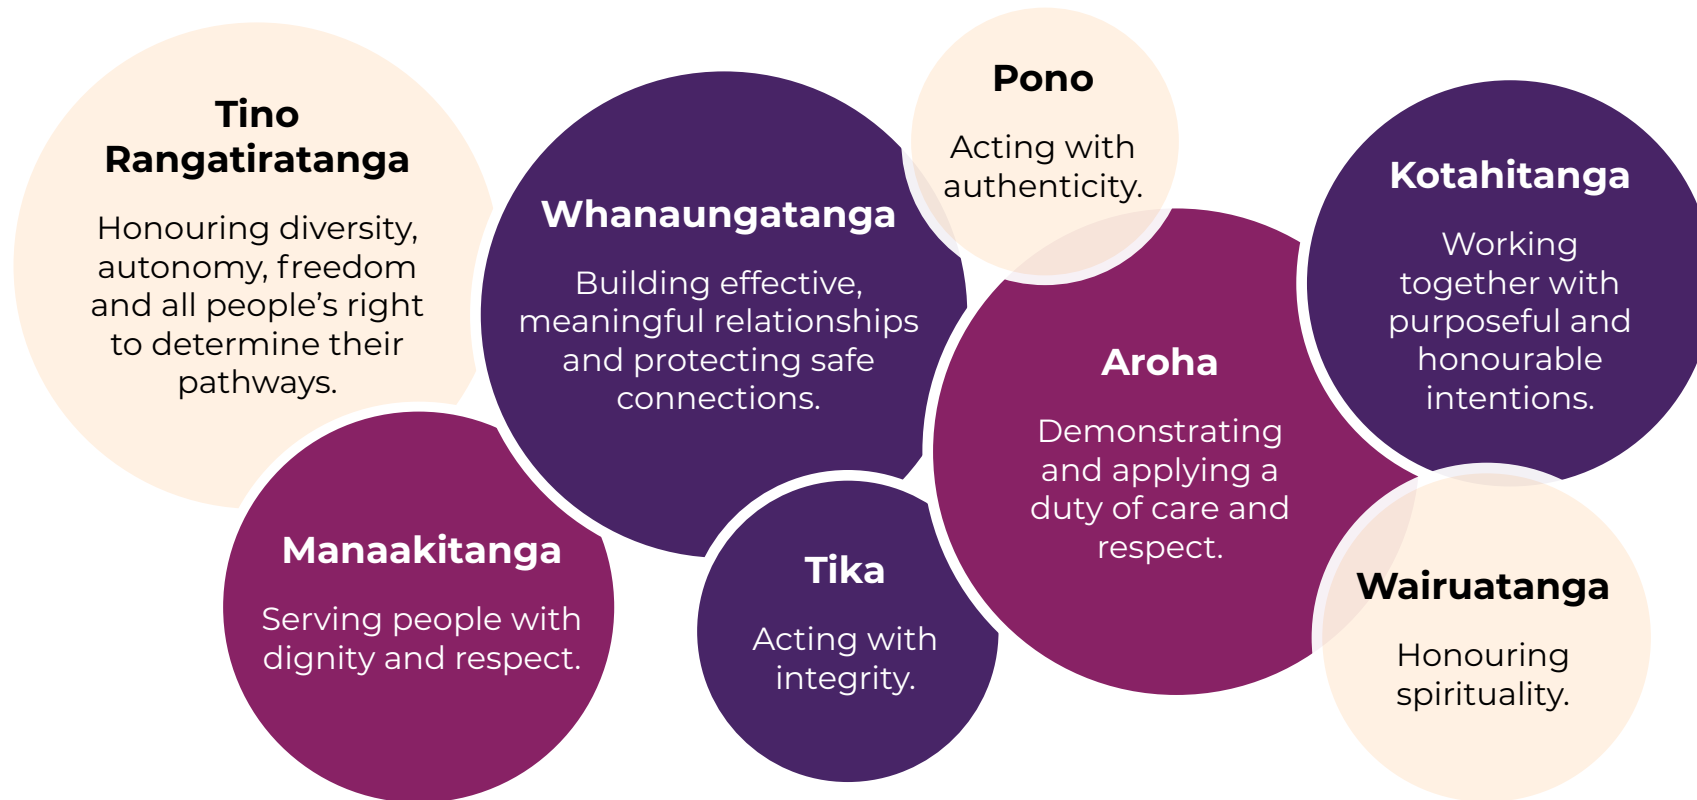 Tino
Rangatiratanga
Honouring diversity,
autonomy, freedom
and all people’s right
to determine their
pathways.
Manaakitanga
Serving people with
dignity and respect.
Whanaungatanga
Building effective,
meaningful relationships
and protecting safe
connections.
Tika
Acting with
integrity.
Pono
Acting with
authenticity.
Aroha
Demonstrating
and applying a
duty of care and
respect.
Kotahitanga
Working
together with
purposeful and
honourable
intentions.
Wairuatanga
Honouring
spirituality.